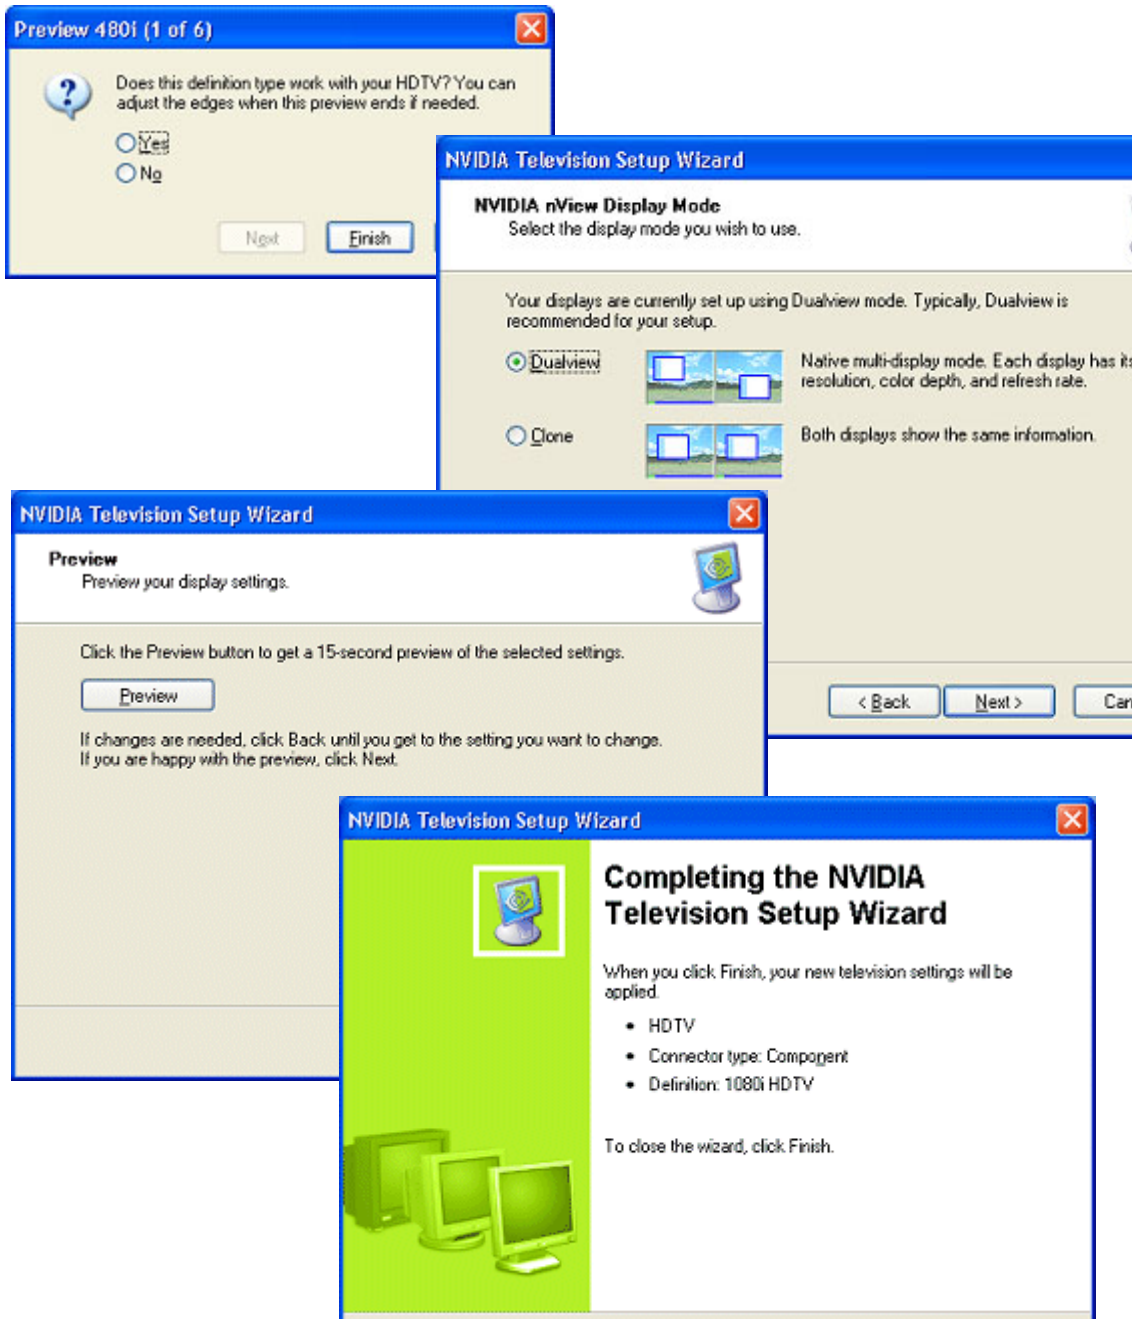 Preview 480i (1 of 6)
Does this definition type work with your HDTV? You can
adjust the edges when this preview ends if needed.
Yes
No
Next
Finish
NVIDIA Television Setup Wizard
NVIDIA nView Display Mode
Select the display mode you wish to use.
Your displays are currently set up using Dualview mode. Typically, Dualview is
recommended for your setup.
Dualview
Native multi-display mode. Each display has its
resolution, color depth, and refresh rate.
Clone
Both displays show the same information.
< Back
Next >
NVIDIA Television Setup Wizard
Preview
Preview your display settings.
Click the Preview button to get a 15-second preview of the selected settings.
Preview
If changes are needed, click Back until you get to the setting you want to change.
If you are happy with the preview, click Next.
NVIDIA Television Setup Wizard
Completing the NVIDIA
Television Setup Wizard
When you click Finish, your new television settings will be
applied.
• HDTV
• Connector type: Component
• Definition: 1080i HDTV
To close the wizard, click Finish.